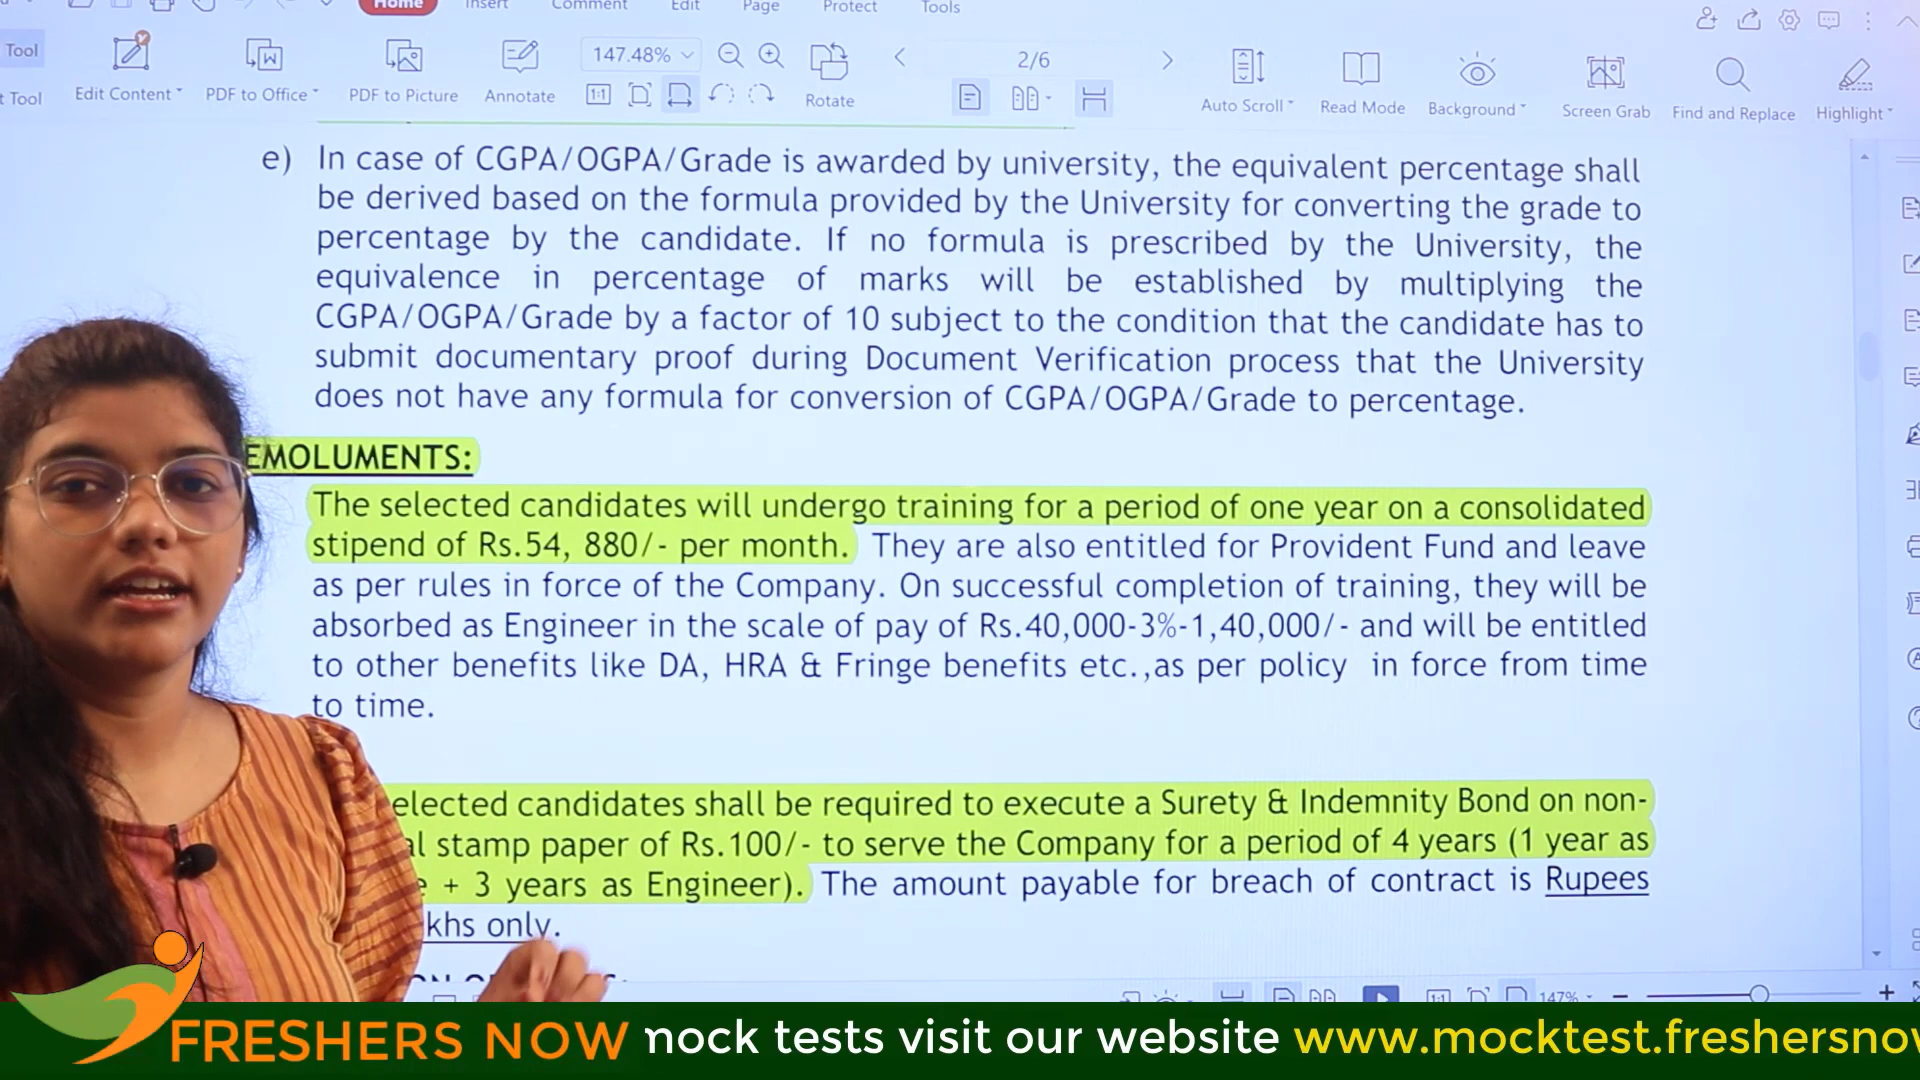 Home Insert Comment Edit Page Protect Tools
Tool
147.48%
2/6
t Tool Edit Content PDF to Office PDF to Picture Annotate Rotate Auto Scroll Read Mode Background Screen Grab Find and Replace Highlight
e) In case of CGPA/OGPA/Grade is awarded by university, the equivalent percentage shall
be derived based on the formula provided by the University for converting the grade to
percentage by the candidate. If no formula is prescribed by the University, the
equivalence in percentage of marks will be established by multiplying the
CGPA/OGPA/Grade by a factor of 10 subject to the condition that the candidate has to
submit documentary proof during Document Verification process that the University
does not have any formula for conversion of CGPA/OGPA/Grade to percentage.
EMOLUMENTS:
The selected candidates will undergo training for a period of one year on a consolidated
stipend of Rs.54, 880/- per month. They are also entitled for Provident Fund and leave
as per rules in force of the Company. On successful completion of training, they will be
absorbed as Engineer in the scale of pay of Rs.40,000-3%-1,40,000/- and will be entitled
to other benefits like DA, HRA & Fringe benefits etc.,as per policy in force from time
to time.
elected candidates shall be required to execute a Surety & Indemnity Bond on non-
al stamp paper of Rs.100/- to serve the Company for a period of 4 years (1 year as
e + 3 years as Engineer). The amount payable for breach of contract is Rupees
khs only.
147%
FRESHERS NOW nock tests visit our website www.mocktest.freshersnov